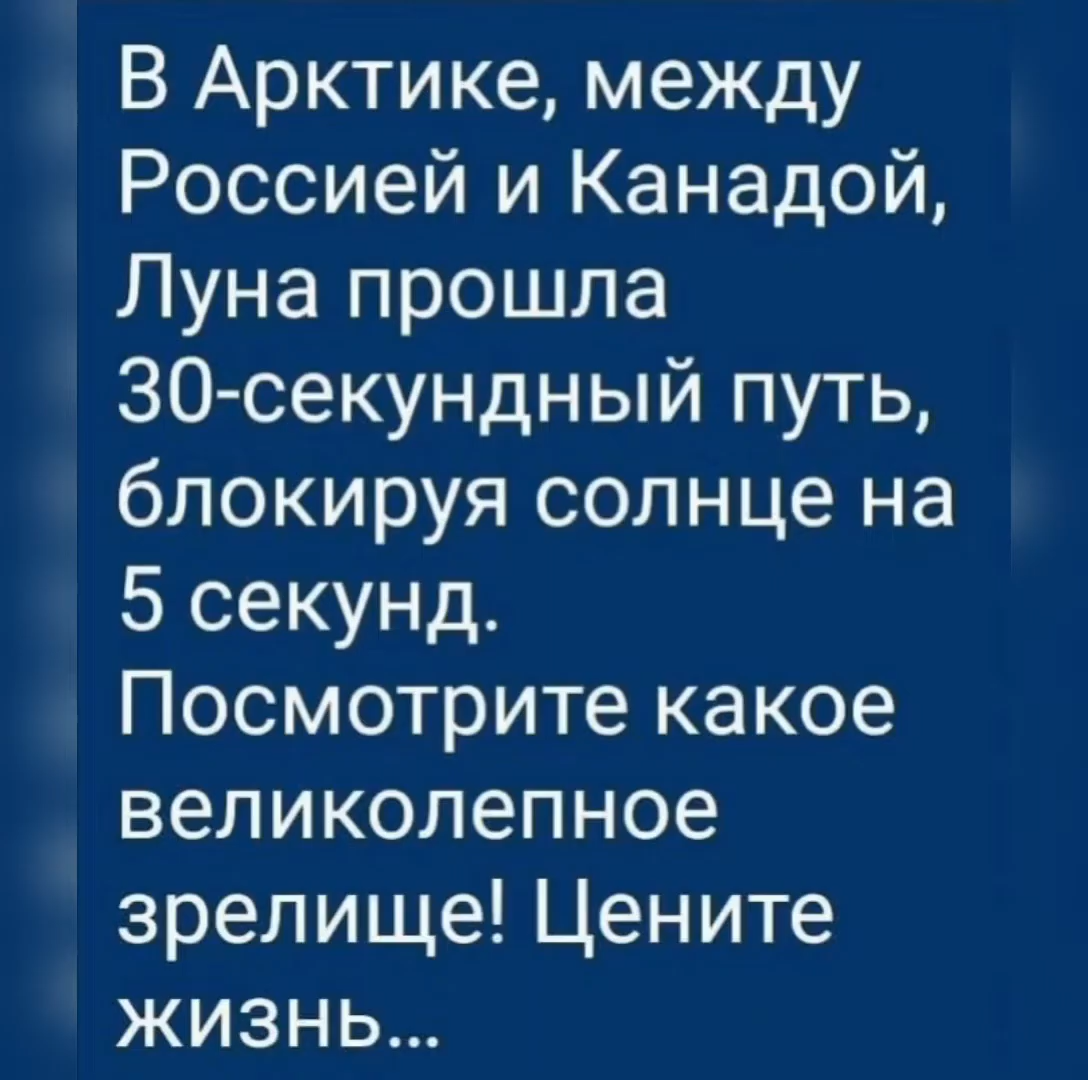 В Арктике, между
Россией и Канадой,
Луна прошла
30-секундный путь,
блокируя солнце на
5 секунд.
Посмотрите какое
великолепное
зрелище! Цените
жизнь...